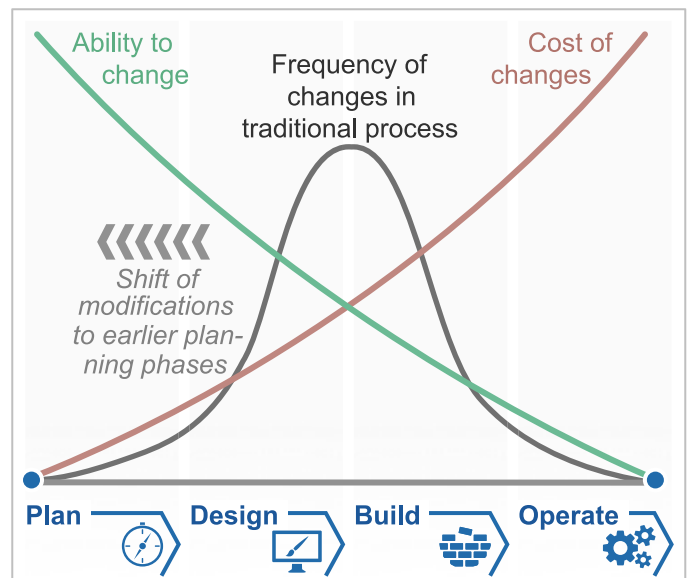 Ability to
change
Cost of
changes
Frequency of
changes in
traditional process
Shift of
modifications
to earlier plan-
ning phases
Plan
Design
Build
Operate